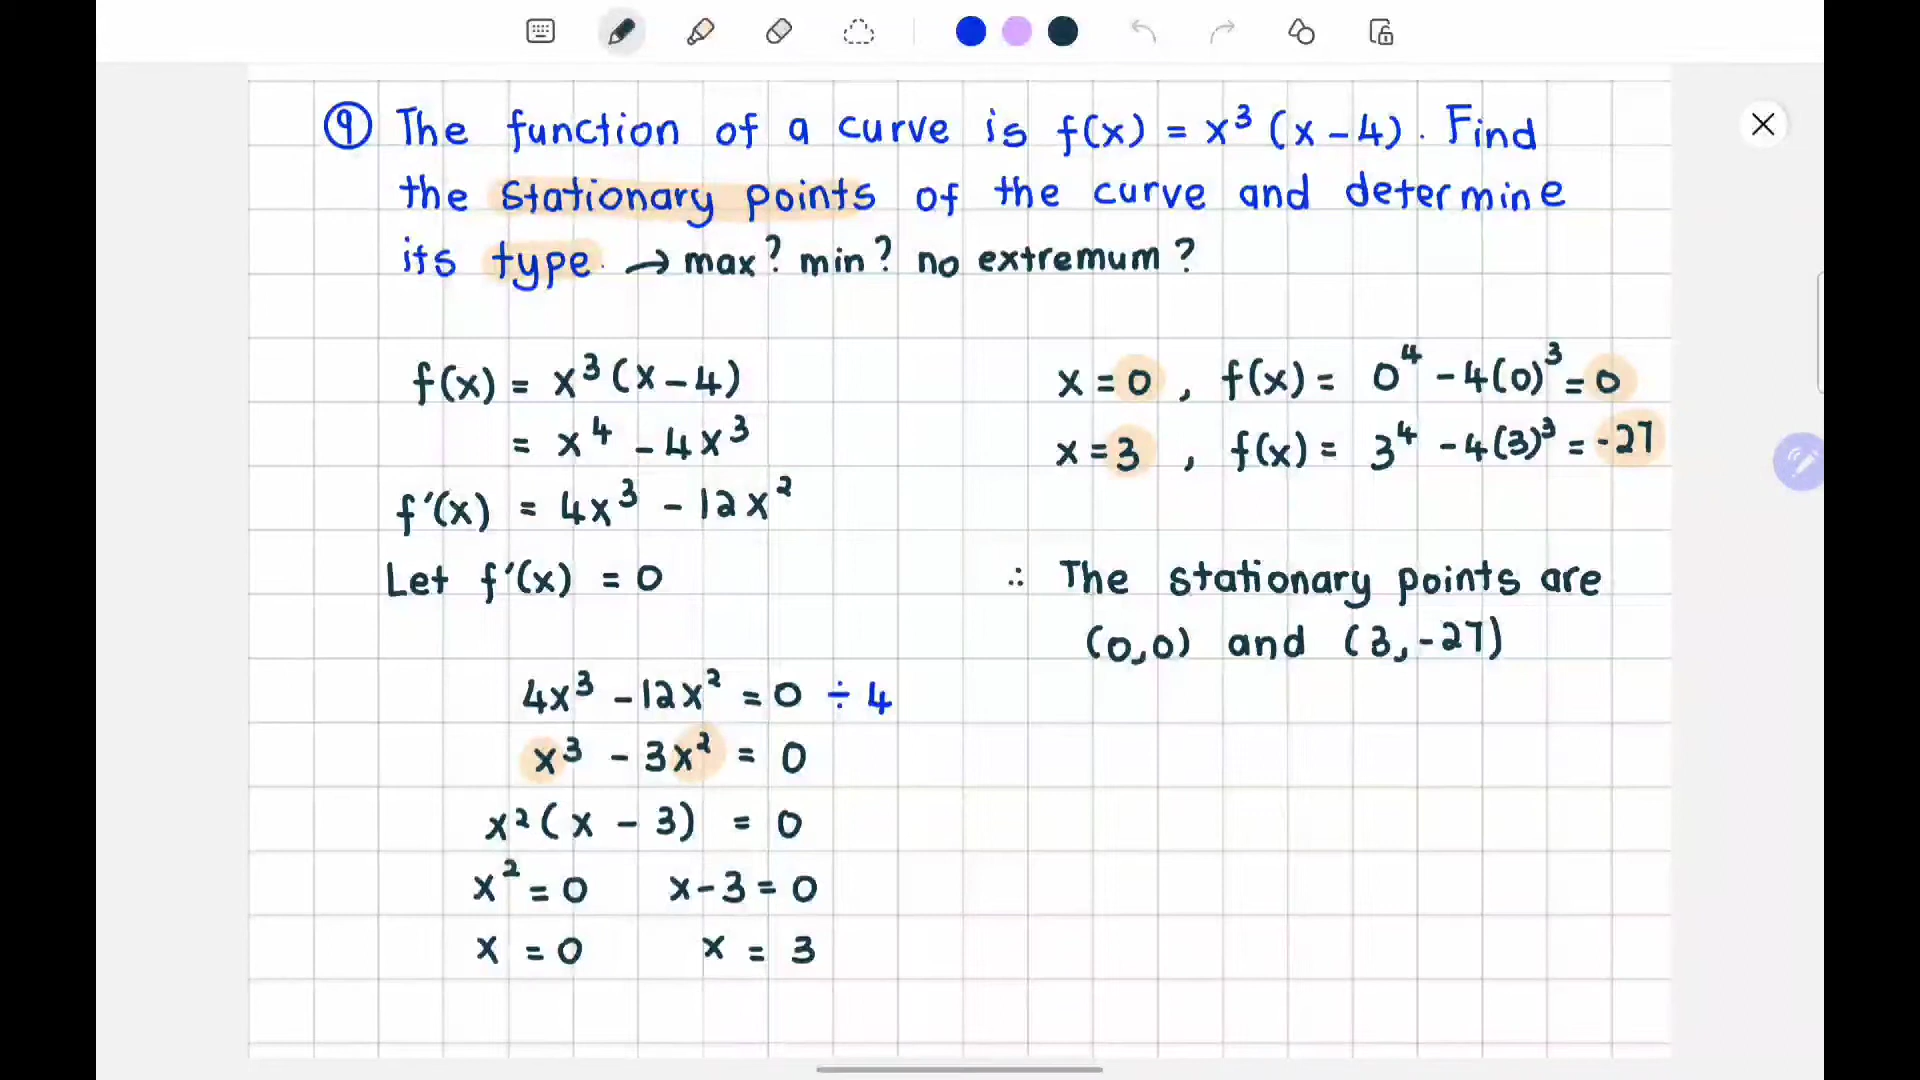 ⑨ The function of a curve is f(x) = x³ (x - 4). Find
the stationary points of the curve and determine
its type. → max? min? no extremum?
f(x) = x³ (x - 4)
= x⁴ - 4x³
f'(x) = 4x³ - 12x²
Let f'(x) = 0
4x³ - 12x² = 0 ÷ 4
x³ - 3x² = 0
x² (x - 3) = 0
x² = 0 x - 3 = 0
x = 0 x = 3
x = 0 , f(x) = 0⁴ - 4(0)³ = 0
x = 3 , f(x) = 3⁴ - 4(3)³ = -27
∴ The stationary points are
(0,0) and (3,-27)